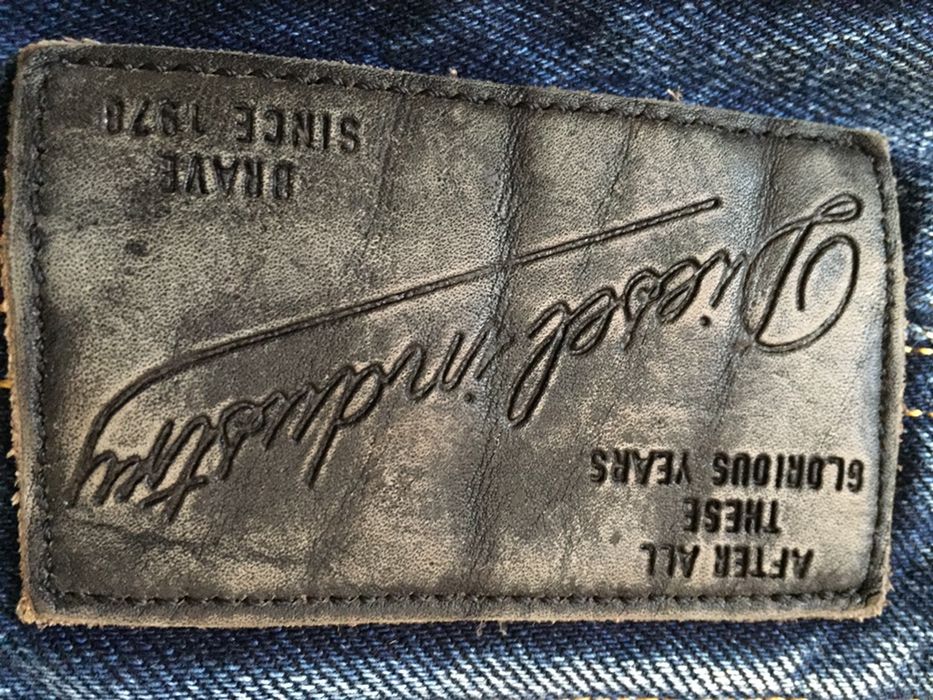 AFTER ALL
THESE
GLORIOUS YEARS
Diesel industry
BRAVE
SINCE 1978